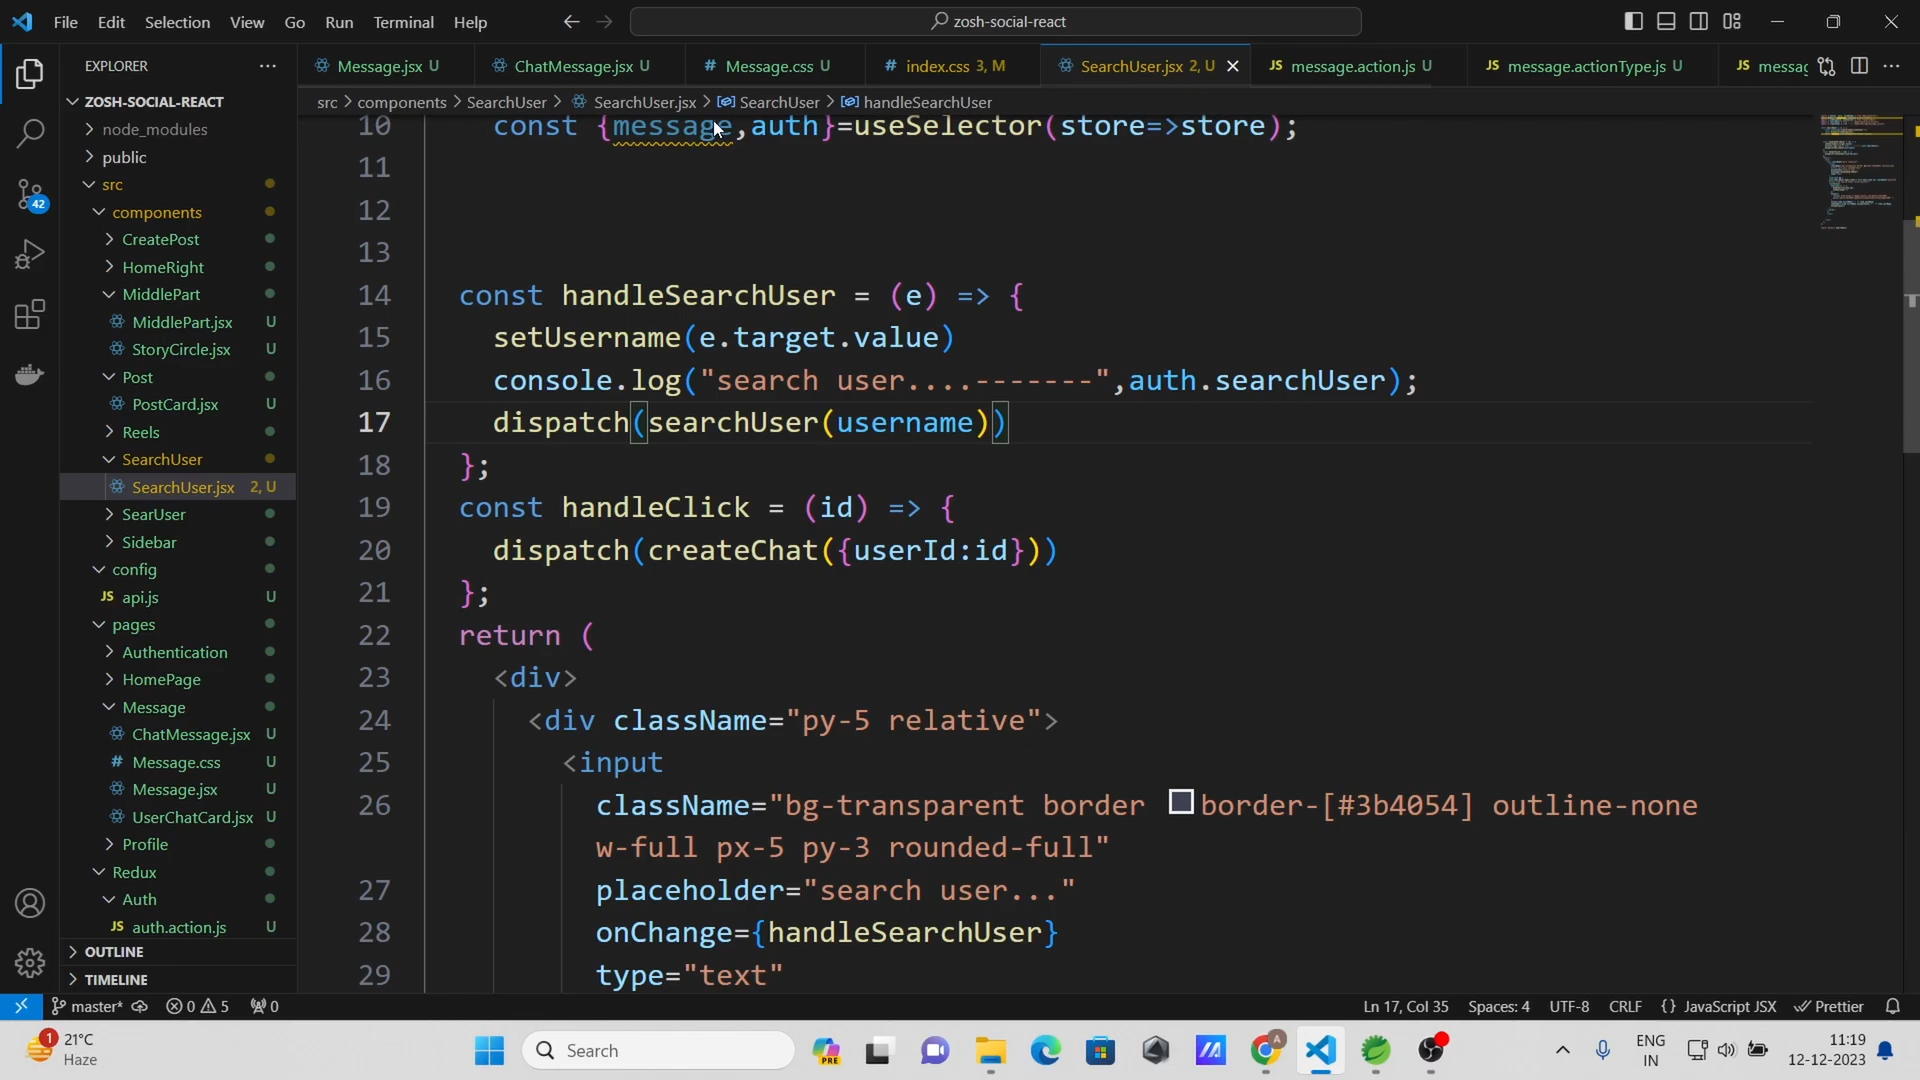 File Edit Selection View Go Run Terminal Help
zosh-social-react
EXPLORER
Message.jsx U
ChatMessage.jsx U
# Message.css U
# index.css 3, M
SearchUser.jsx 2, U
JS message.action.js U
JS message.actionType.js U
JS messag
src > components > SearchUser > SearchUser.jsx > SearchUser > handleSearchUser
ZOSH-SOCIAL-REACT
node_modules
public
src
components
CreatePost
HomeRight
MiddlePart
MiddlePart.jsx U
StoryCircle.jsx U
Post
PostCard.jsx U
Reels
SearchUser
SearchUser.jsx 2, U
SearUser
Sidebar
config
JS api.js U
pages
Authentication
HomePage
Message
ChatMessage.jsx U
# Message.css U
Message.jsx U
UserChatCard.jsx U
Profile
Redux
Auth
JS auth.action.js U
OUTLINE
TIMELINE
42
10 const {message,auth}=useSelector(store=>store);
11
12
13
14 const handleSearchUser = (e) => {
15 setUsername(e.target.value)
16 console.log("search user....-------",auth.searchUser);
17 dispatch(searchUser(username))
18 };
19 const handleClick = (id) => {
20 dispatch(createChat({userId:id}))
21 };
22 return (
23 <div>
24 <div className="py-5 relative">
25 <input
26 className="bg-transparent border border-[#3b4054] outline-none
w-full px-5 py-3 rounded-full"
27 placeholder="search user..."
28 onChange={handleSearchUser}
29 type="text"
master* 0 5 0
Ln 17, Col 35 Spaces: 4 UTF-8 CRLF {} JavaScript JSX Prettier
1
21°C
Haze
Search
PRE
A
ENG
IN
11:19
12-12-2023